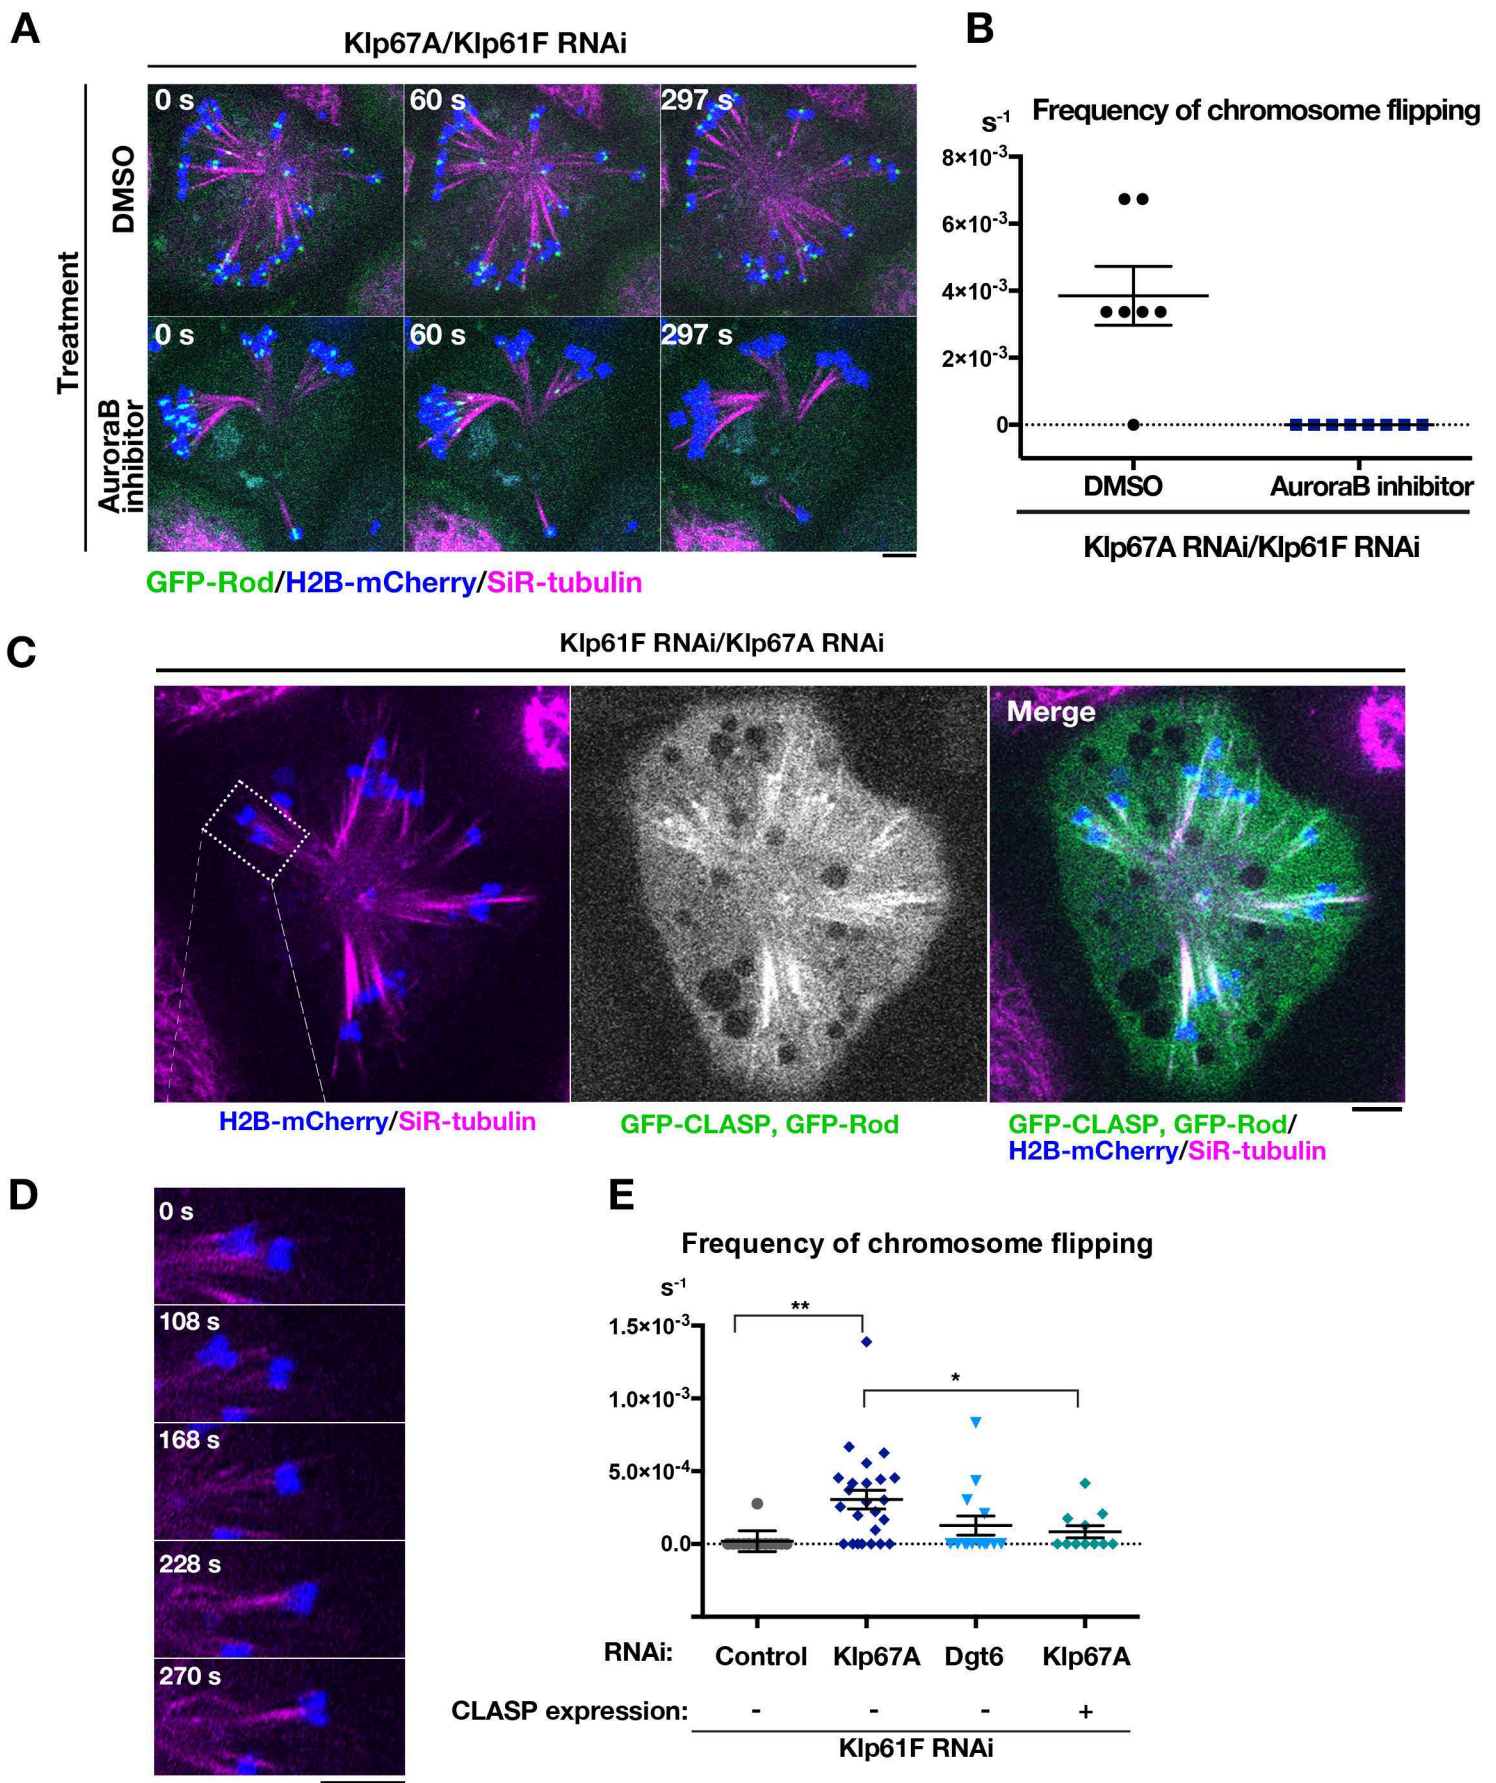 A
Klp67A/Klp61F RNAi
Treatment
DMSO
0 s
60 s
297 s
AuroraB
inhibitor
0 s
60 s
297 s
GFP-Rod/H2B-mCherry/SiR-tubulin
B
Frequency of chromosome flipping
s-1
8×10-3
6×10-3
4×10-3
2×10-3
0
DMSO
AuroraB inhibitor
Klp67A RNAi/Klp61F RNAi
C
Klp61F RNAi/Klp67A RNAi
Merge
H2B-mCherry/SiR-tubulin
GFP-CLASP, GFP-Rod
GFP-CLASP, GFP-Rod/
H2B-mCherry/SiR-tubulin
D
0 s
108 s
168 s
228 s
270 s
E
Frequency of chromosome flipping
s-1
**
*
1.5×10-3
1.0×10-3
5.0×10-4
0.0
RNAi:
Control
Klp67A
Dgt6
Klp67A
CLASP expression:
-
-
-
+
Klp61F RNAi